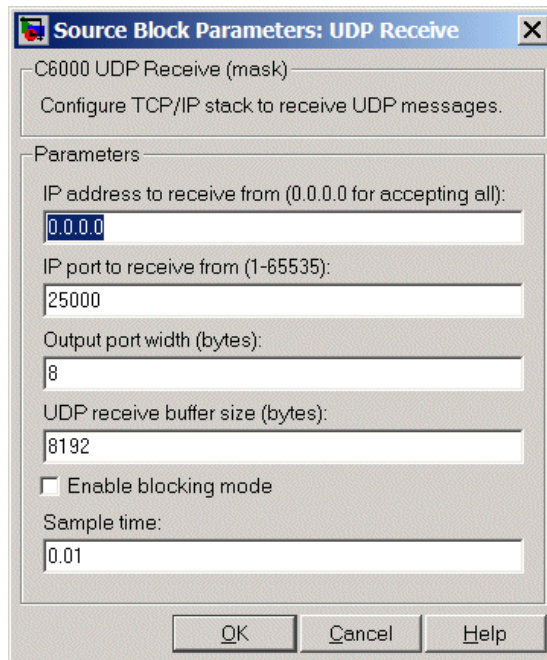 Source Block Parameters: UDP Receive
C6000 UDP Receive (mask)
Configure TCP/IP stack to receive UDP messages.
Parameters
IP address to receive from (0.0.0.0 for accepting all):
0.0.0.0
IP port to receive from (1-65535):
25000
Output port width (bytes):
8
UDP receive buffer size (bytes):
8192
Enable blocking mode
Sample time:
0.01
OK Cancel Help